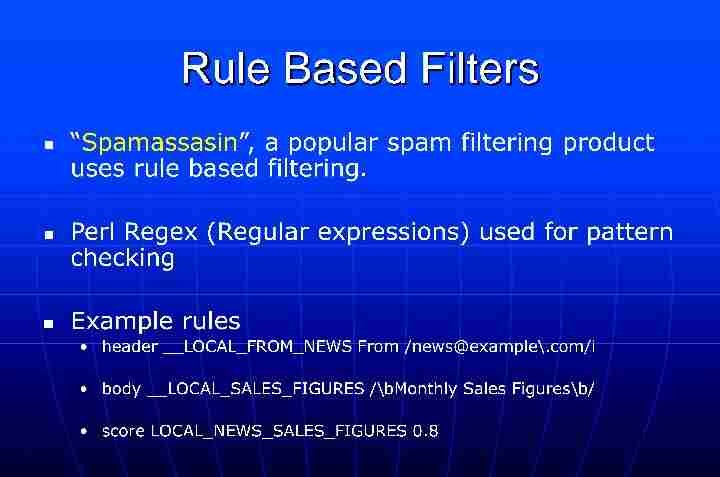 Rule Based Filters
“Spamassasin”, a popular spam filtering product
uses rule based filtering.
Perl Regex (Regular expressions) used for pattern
checking
Example rules
header __LOCAL_FROM_NEWS From /news@example\.com/i
body __LOCAL_SALES_FIGURES /\bMonthly Sales Figures\b/
score LOCAL_NEWS_SALES_FIGURES 0.8